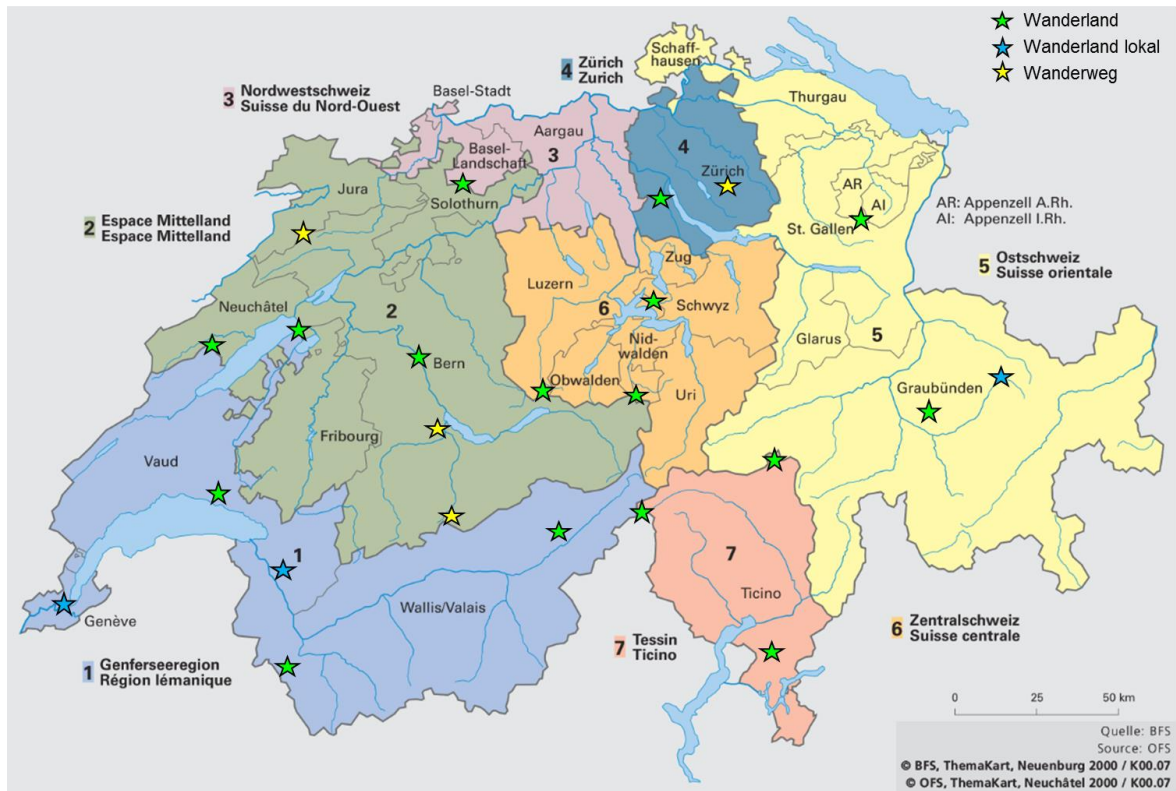 Wanderland
Wanderland lokal
Wanderweg
Schaff-
hausen
4 Zürich
Zurich
3 Nordwestschweiz
Suisse du Nord-Ouest
Basel-Stadt
Thurgau
Aargau
3
Basel-
Landschaft
4
Zürich
Jura
Solothurn
AR
AI
AR: Appenzell A.Rh.
AI: Appenzell I.Rh.
St. Gallen
2 Espace Mittelland
Espace Mittelland
5 Ostschweiz
Suisse orientale
Zug
Luzern
Neuchâtel
2
6
Schwyz
Nid-
walden
Glarus
5
Bern
Obwalden
Uri
Graubünden
Fribourg
Vaud
1
7
Ticino
Wallis/Valais
Genève
6 Zentralschweiz
Suisse centrale
7 Tessin
Ticino
1 Genferseeregion
Région lémanique
0 25 50 km
Quelle: BFS
Source: OFS
© BFS, ThemaKart, Neuenburg 2000 / K00.07
© OFS, ThemaKart, Neuchâtel 2000 / K00.07